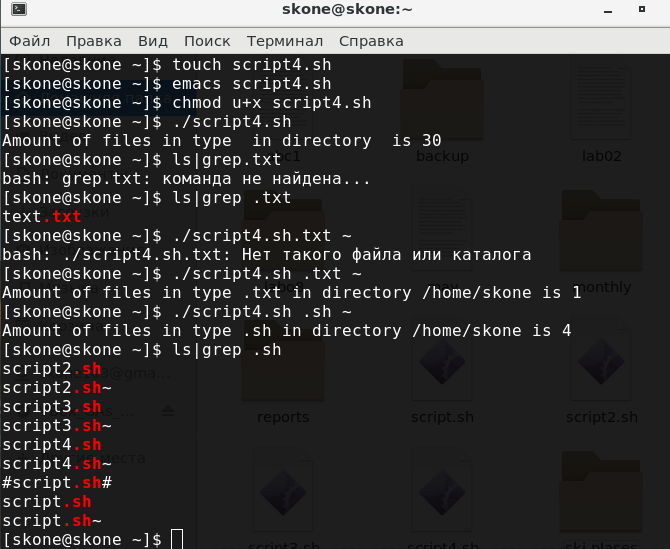 skone@skone:~
Файл Правка Вид Поиск Терминал Справка
[skone@skone ~]$ touch script4.sh
[skone@skone ~]$ emacs script4.sh
[skone@skone ~]$ chmod u+x script4.sh
[skone@skone ~]$ ./script4.sh
Amount of files in type  in directory  is 30
[skone@skone ~]$ ls|grep.txt
bash: grep.txt: команда не найдена...
[skone@skone ~]$ ls|grep .txt
text.txt
[skone@skone ~]$ ./script4.sh.txt ~
bash: ./script4.sh.txt: Нет такого файла или каталога
[skone@skone ~]$ ./script4.sh .txt ~
Amount of files in type .txt in directory /home/skone is 1
[skone@skone ~]$ ./script4.sh .sh ~
Amount of files in type .sh in directory /home/skone is 4
[skone@skone ~]$ ls|grep .sh
script2.sh
script2.sh~
script3.sh
script3.sh~
script4.sh
script4.sh~
#script.sh#
script.sh
script.sh~
[skone@skone ~]$
backup
lab02
monthly
reports
script.sh
script2.sh
script3.sh
script4.sh
ski.plases